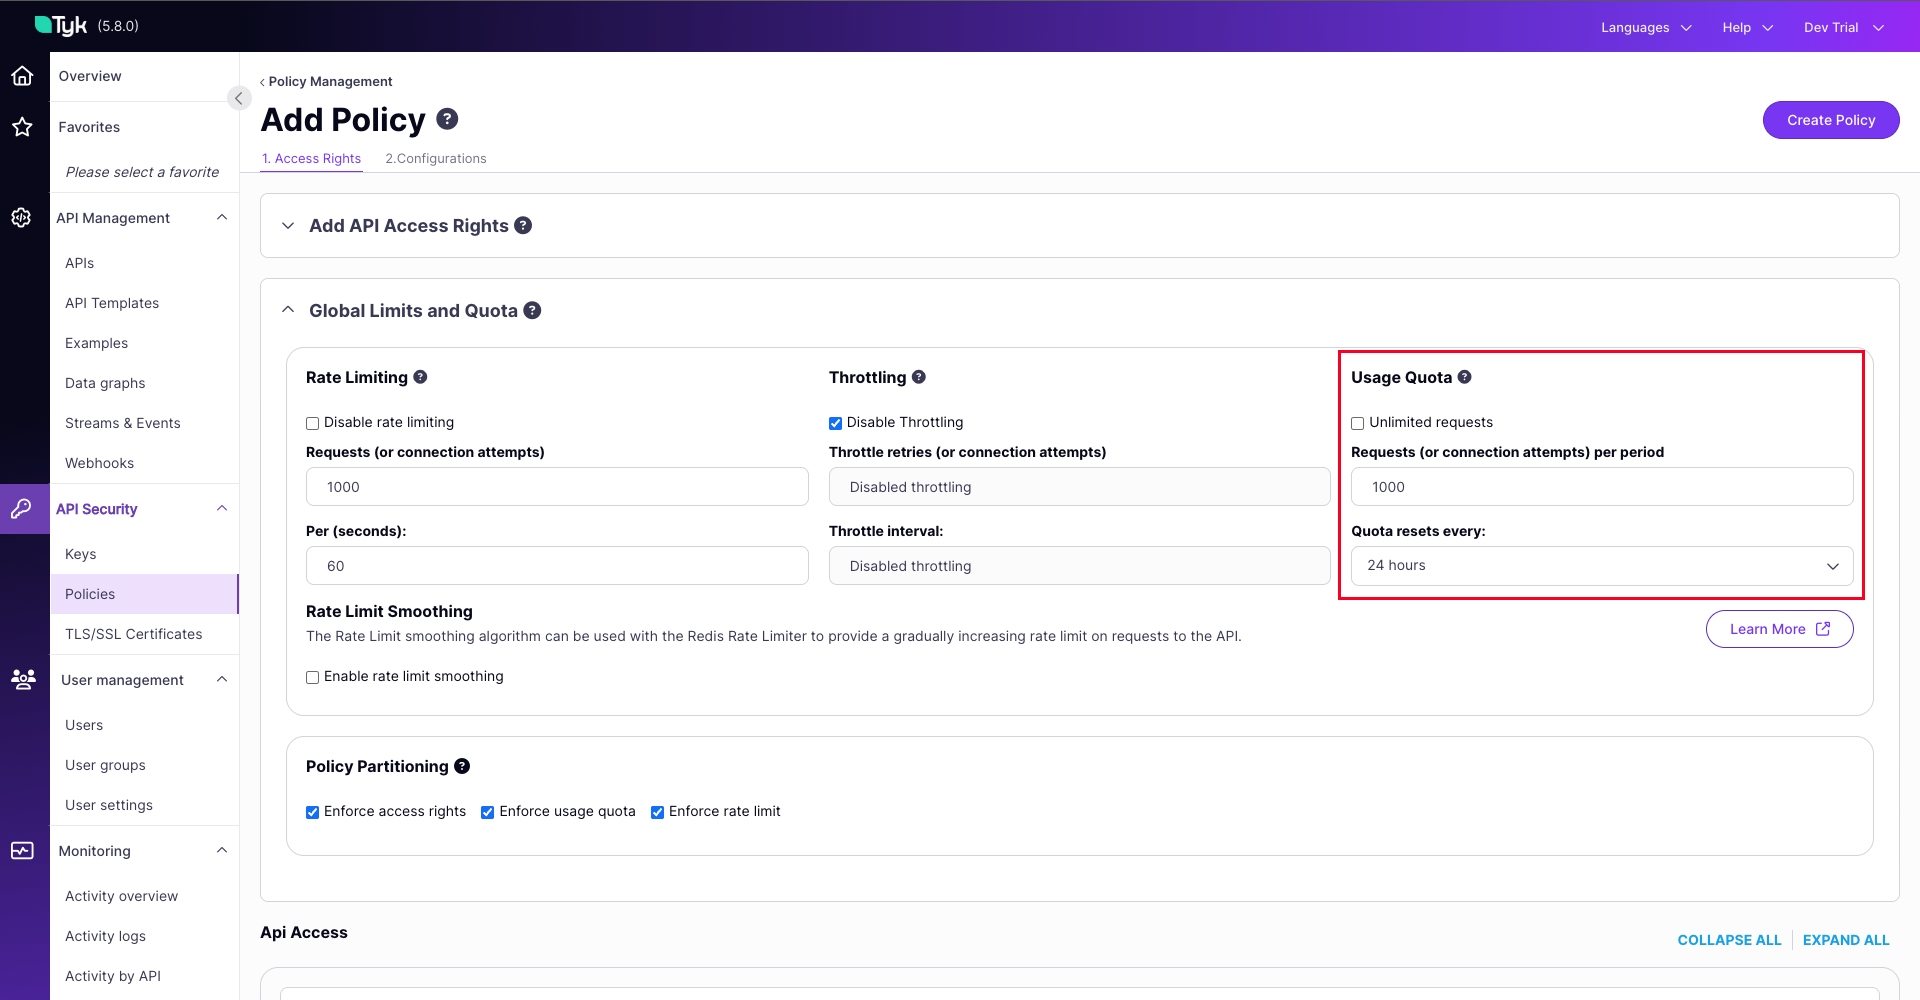 Tyk (5.8.0)
Languages
Help
Dev Trial
Overview
Favorites
Please select a favorite
API Management
APIs
API Templates
Examples
Data graphs
Streams & Events
Webhooks
API Security
Keys
Policies
TLS/SSL Certificates
User management
Users
User groups
User settings
Monitoring
Activity overview
Activity logs
Activity by API
‹ Policy Management
Add Policy ?
Create Policy
1. Access Rights
2.Configurations
Add API Access Rights ?
Global Limits and Quota ?
Rate Limiting ?
Disable rate limiting
Requests (or connection attempts)
1000
Per (seconds):
60
Throttling ?
Disable Throttling
Throttle retries (or connection attempts)
Disabled throttling
Throttle interval:
Disabled throttling
Usage Quota ?
Unlimited requests
Requests (or connection attempts) per period
1000
Quota resets every:
24 hours
Rate Limit Smoothing
The Rate Limit smoothing algorithm can be used with the Redis Rate Limiter to provide a gradually increasing rate limit on requests to the API.
Learn More
Enable rate limit smoothing
Policy Partitioning ?
Enforce access rights
Enforce usage quota
Enforce rate limit
Api Access
COLLAPSE ALL
EXPAND ALL